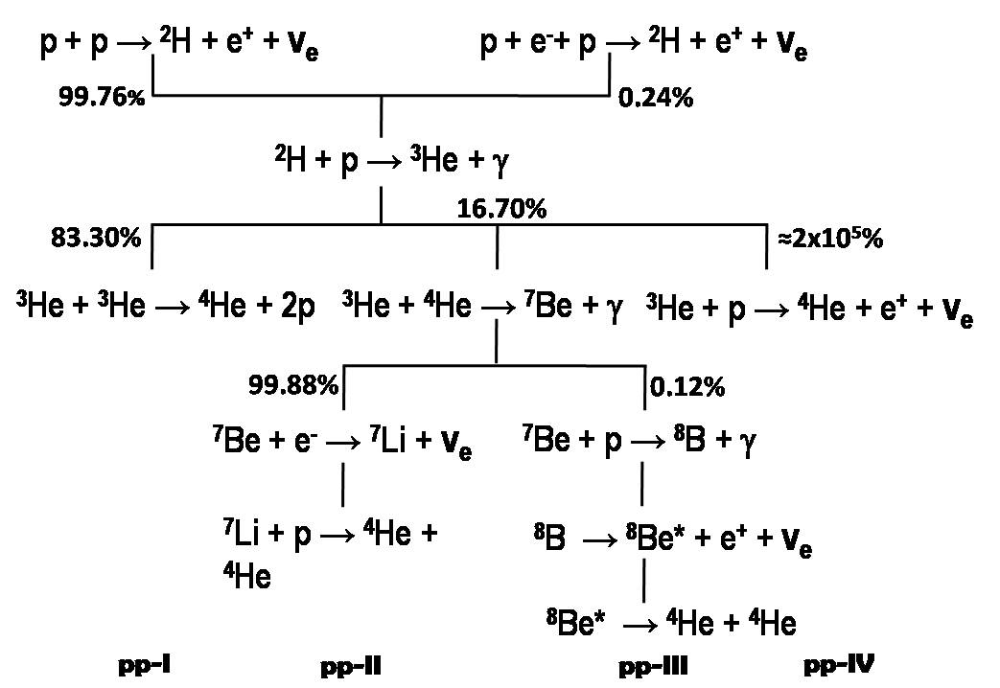 p + p → ²H + e⁺ + νₑ p + e⁻+ p → ²H + e⁺ + νₑ
99.76% 0.24%
²H + p → ³He + γ
16.70%
83.30% ≈2x10⁵%
³He + ³He → ⁴He + 2p ³He + ⁴He → ⁷Be + γ ³He + p → ⁴He + e⁺ + νₑ
99.88% 0.12%
⁷Be + e⁻ → ⁷Li + νₑ ⁷Be + p → ⁸B + γ
⁷Li + p → ⁴He + ⁸B → ⁸Be* + e⁺ + νₑ
⁴He
⁸Be* → ⁴He + ⁴He
pp-I pp-II pp-III pp-IV